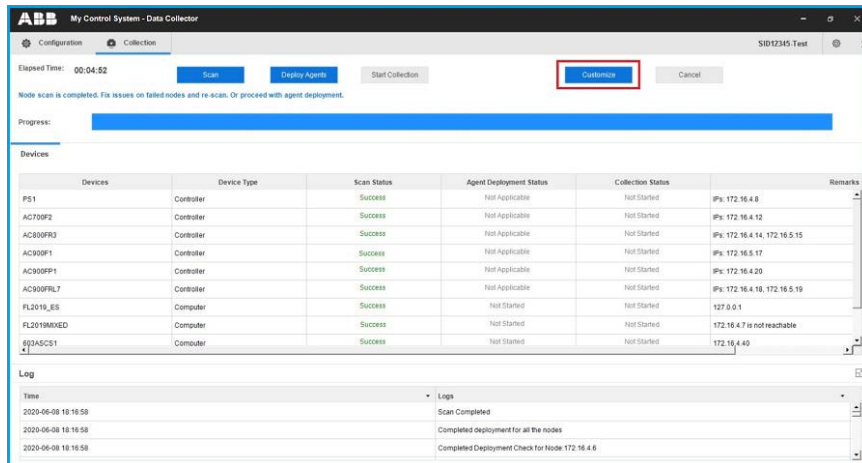 ABB My Control System - Data Collector
Configuration Collection SID12345-Test
Elapsed Time: 00:04:52 Scan Deploy Agents Start Collection Customize Cancel
Node scan is completed. Fix issues on failed nodes and re-scan. Or proceed with agent deployment.
Progress:
Devices
Devices Device Type Scan Status Agent Deployment Status Collection Status Remarks
PS1 Controller Success Not Applicable Not Started IPs: 172.16.4.8
AC700F2 Controller Success Not Applicable Not Started IPs: 172.16.4.12
AC800FR3 Controller Success Not Applicable Not Started IPs: 172.16.4.14, 172.16.5.15
AC900F1 Controller Success Not Applicable Not Started IPs: 172.16.5.17
AC900FP1 Controller Success Not Applicable Not Started IPs: 172.16.4.20
AC900FRL7 Controller Success Not Applicable Not Started IPs: 172.16.4.18, 172.16.5.19
FL2019_ES Computer Success Not Started Not Started 127.0.0.1
FL2019MIXED Computer Success Not Started Not Started 172.16.4.7 is not reachable
603ASCS1 Computer Success Not Started Not Started 172.16.4.40
Log
Time Logs
2020-06-08 18:16:58 Scan Completed
2020-06-08 18:16:58 Completed deployment for all the nodes
2020-06-08 18:16:58 Completed Deployment Check for Node:172.16.4.6